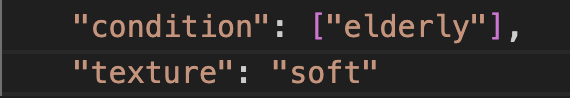 "condition": ["elderly"],
"texture": "soft"